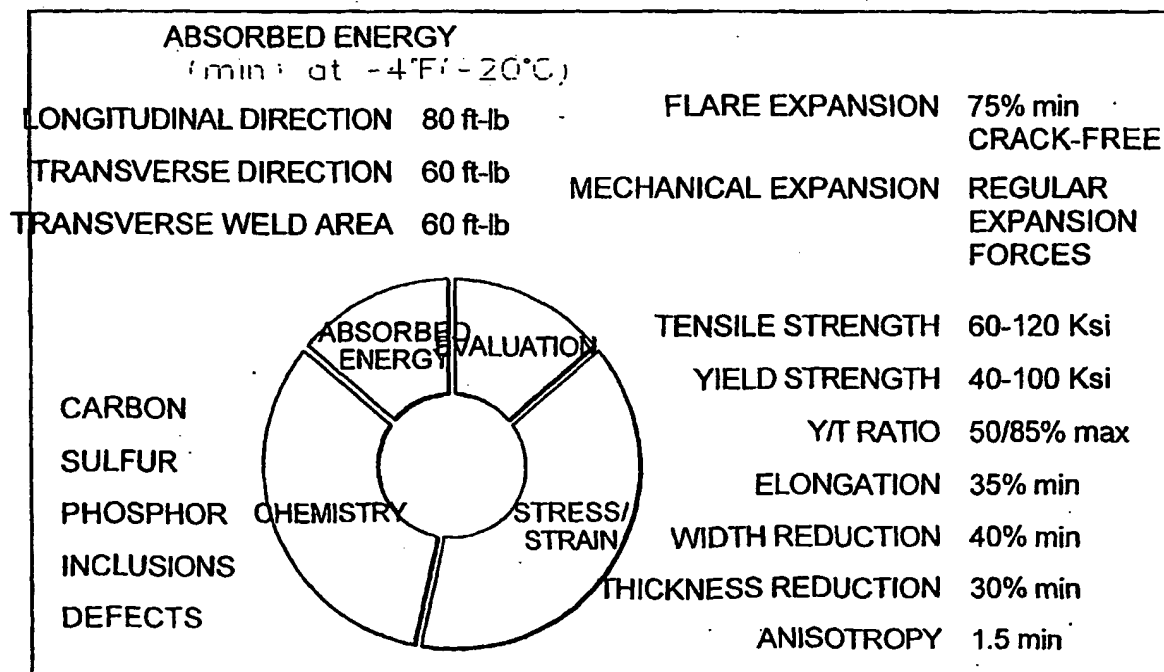 ABSORBED ENERGY
(min) at -4°F/-20°C)
LONGITUDINAL DIRECTION 80 ft-lb
TRANSVERSE DIRECTION 60 ft-lb
TRANSVERSE WELD AREA 60 ft-lb
FLARE EXPANSION 75% min
CRACK-FREE
MECHANICAL EXPANSION REGULAR
EXPANSION
FORCES
ABSORBED
ENERGY
EVALUATION
CHEMISTRY
STRESS/
STRAIN
CARBON
SULFUR
PHOSPHOR
INCLUSIONS
DEFECTS
TENSILE STRENGTH 60-120 Ksi
YIELD STRENGTH 40-100 Ksi
Y/T RATIO 50/85% max
ELONGATION 35% min
WIDTH REDUCTION 40% min
THICKNESS REDUCTION 30% min
ANISOTROPY 1.5 min